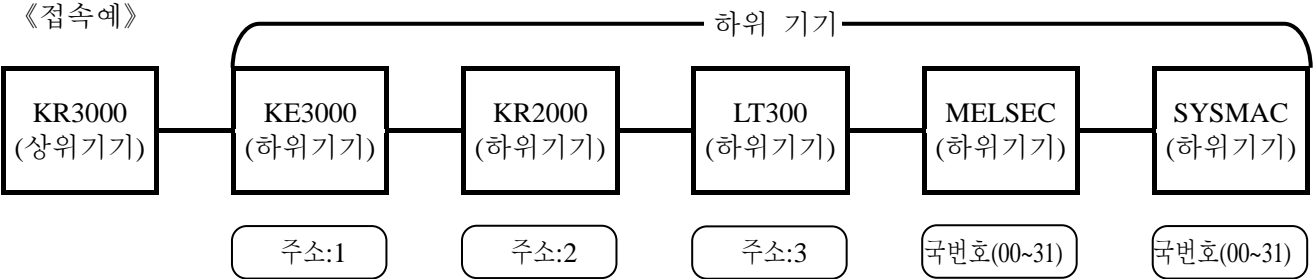 《접속예》
하위 기기
KR3000
(상위기기)
KE3000
(하위기기)
KR2000
(하위기기)
LT300
(하위기기)
MELSEC
(하위기기)
SYSMAC
(하위기기)
주소:1
주소:2
주소:3
국번호(00~31)
국번호(00~31)